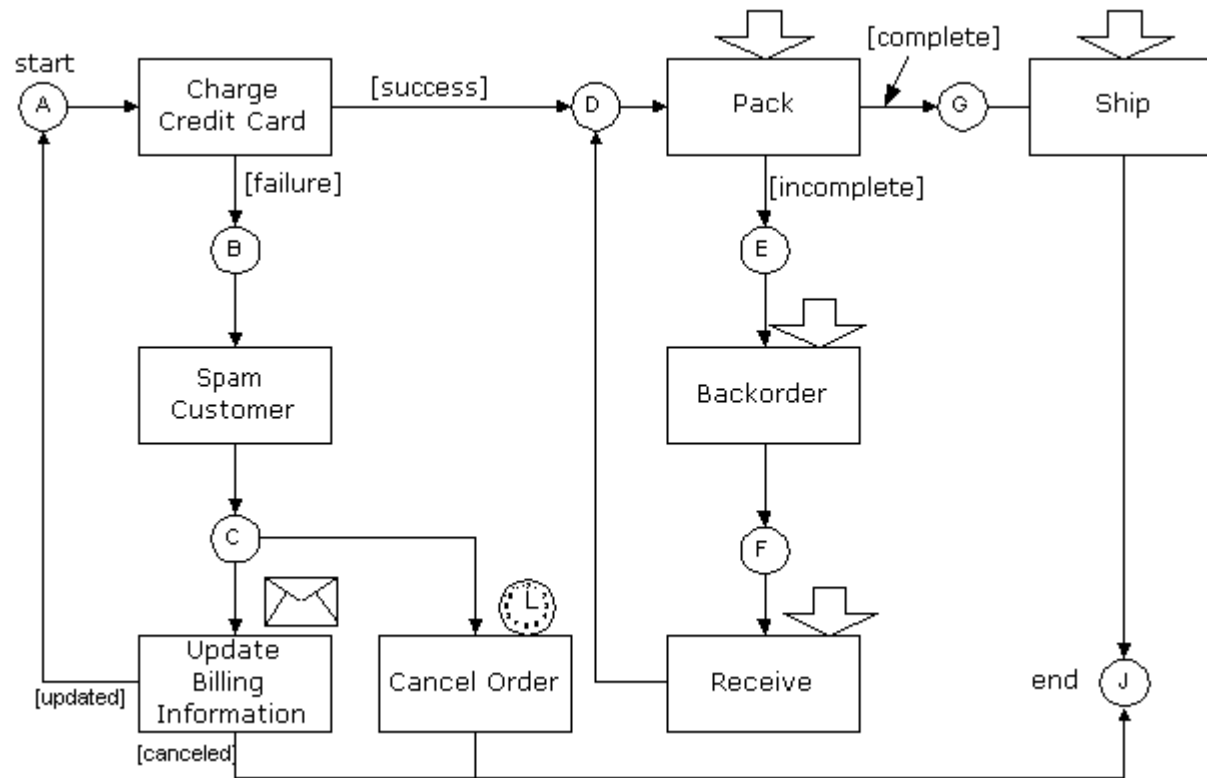 start
A
Charge
Credit Card
[success]
D
Pack
[complete]
G
Ship
[failure]
[incomplete]
B
E
Spam
Customer
Backorder
C
F
Update
Billing
Information
Cancel Order
Receive
end
J
[updated]
[canceled]